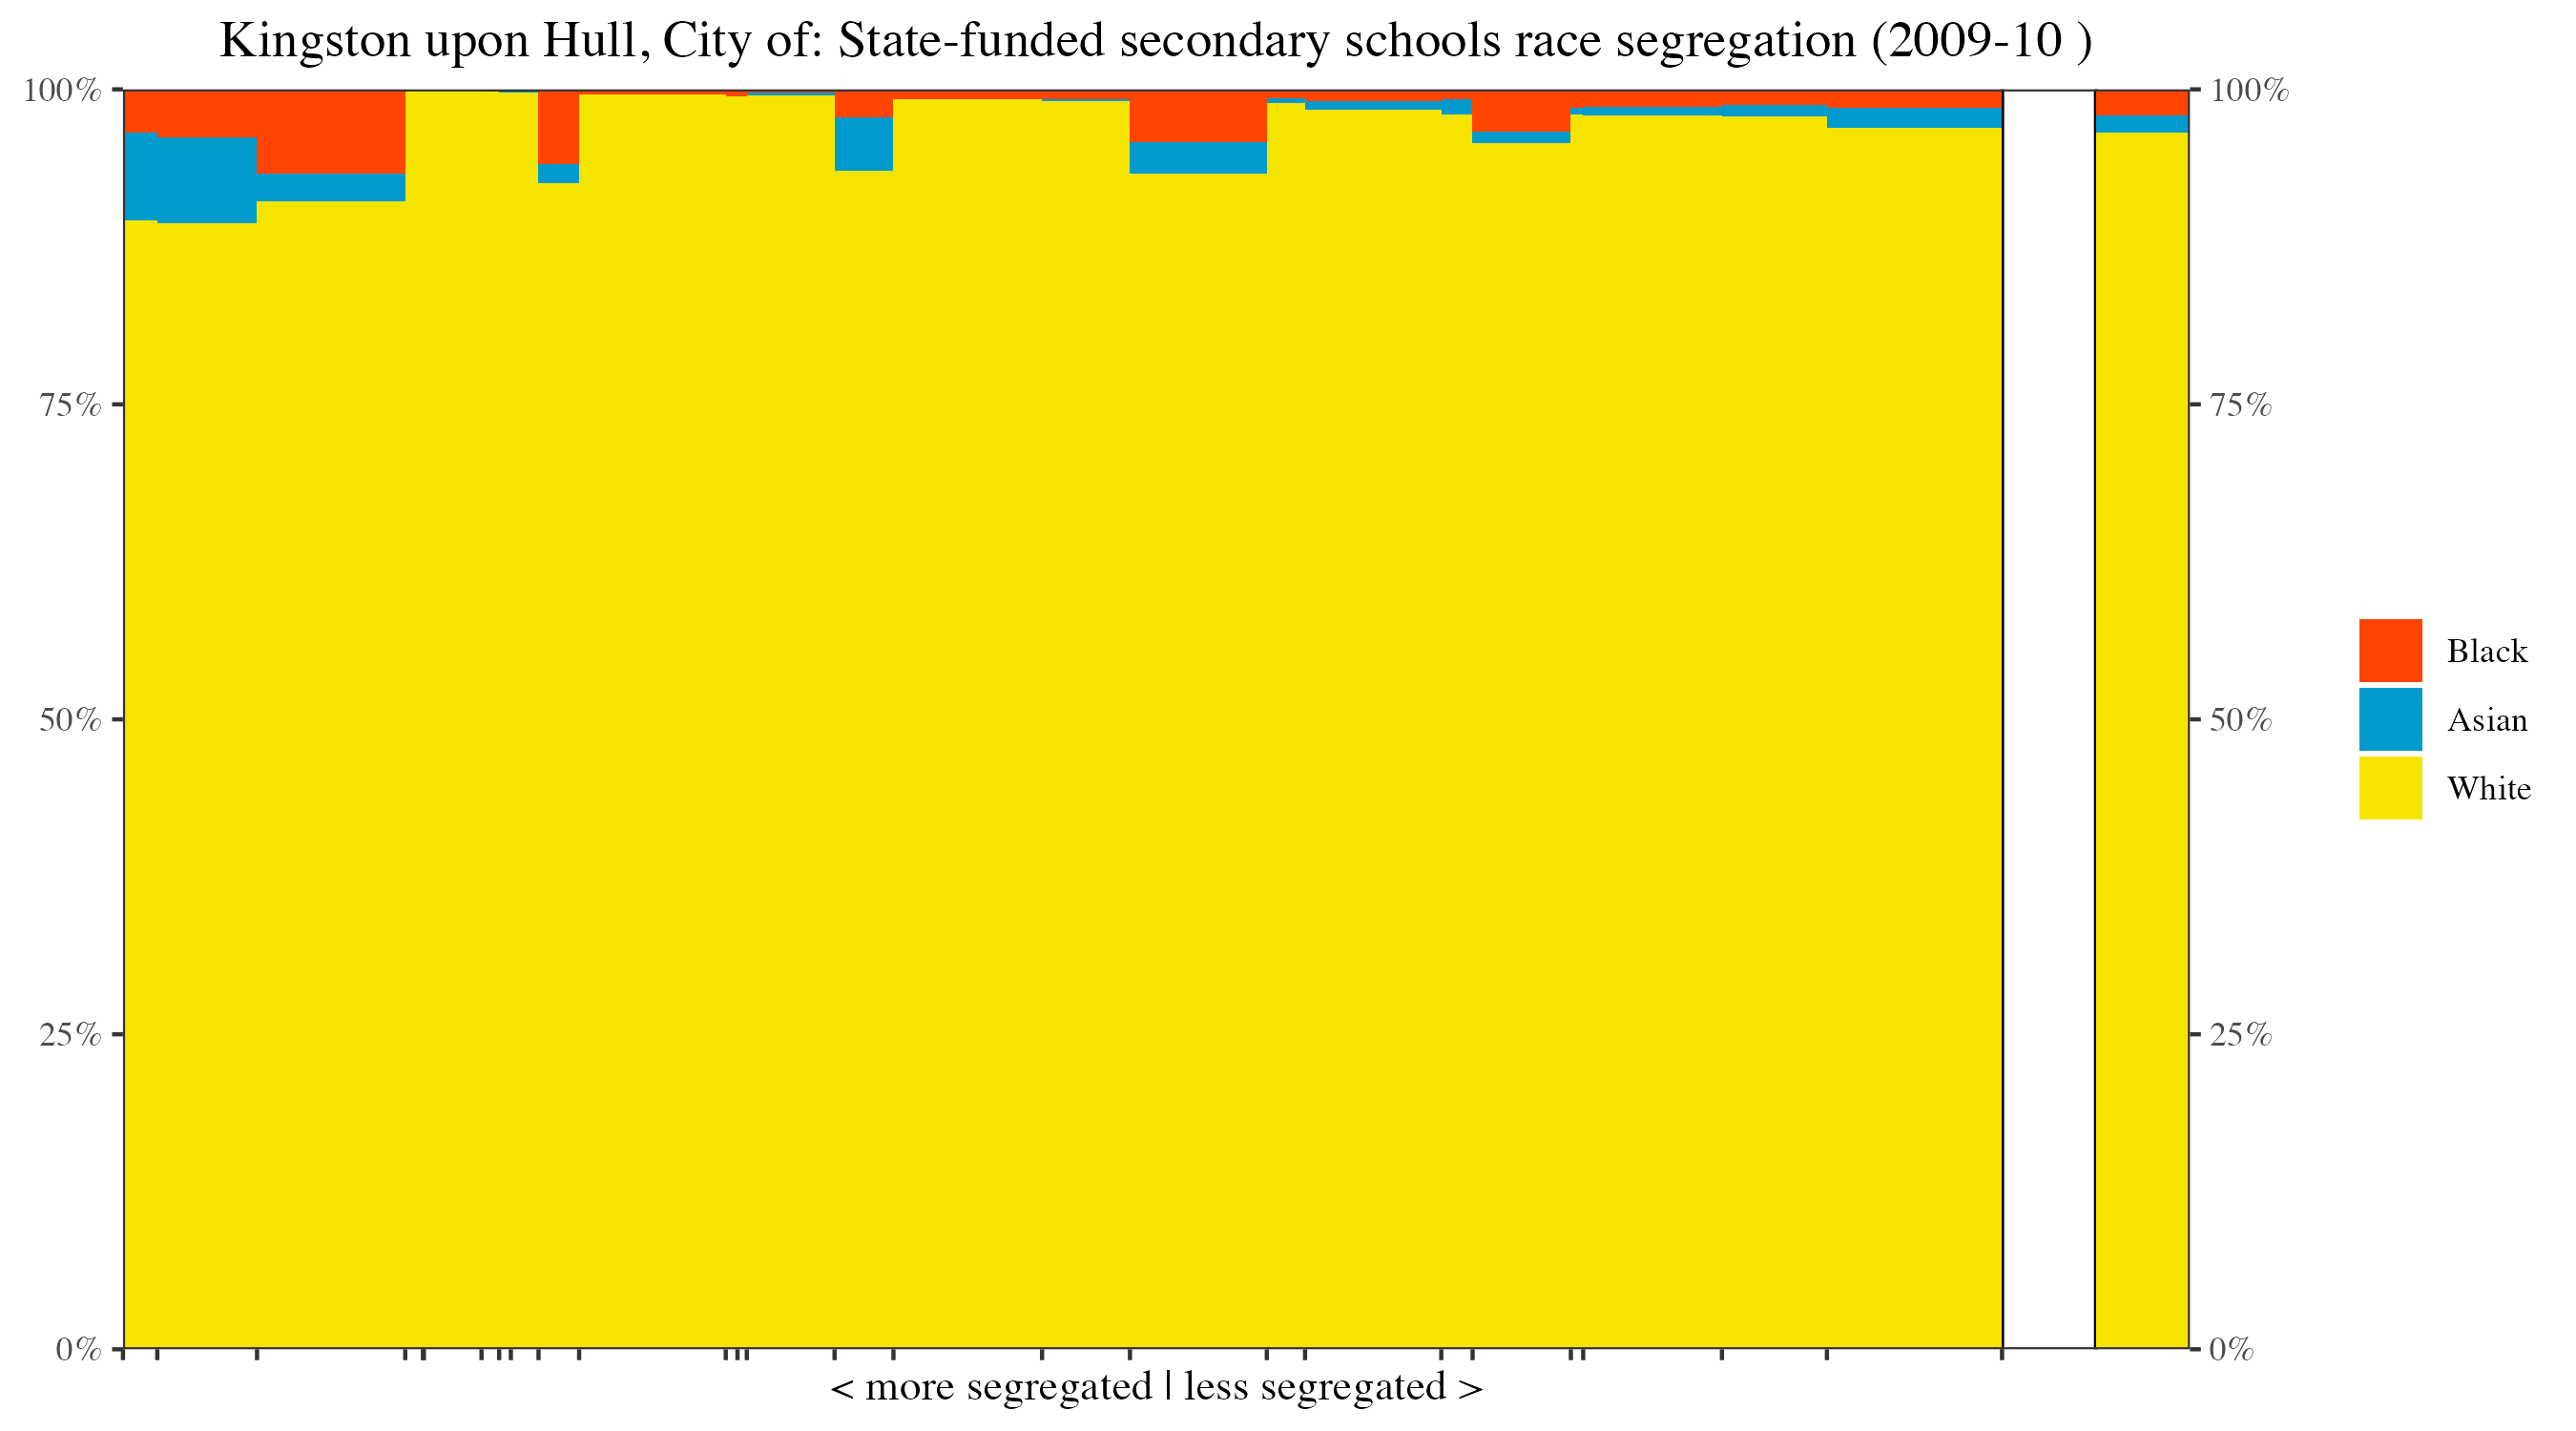 Kingston upon Hull, City of: State-funded secondary schools race segregation (2009-10 )
100%
75%
50%
25%
0%
100%
75%
50%
25%
0%
Black
Asian
White
< more segregated | less segregated >